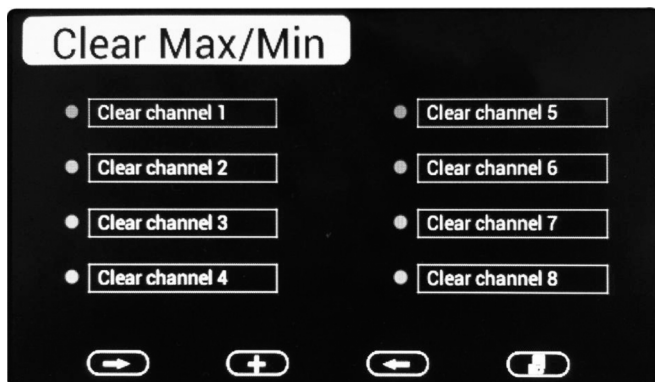 Clear Max/Min
Clear channel 1
Clear channel 2
Clear channel 3
Clear channel 4
Clear channel 5
Clear channel 6
Clear channel 7
Clear channel 8